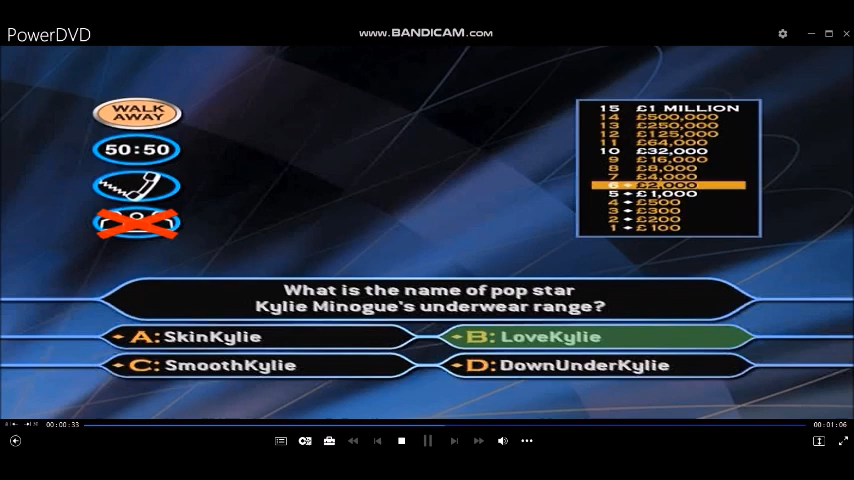 PowerDVD
www.BANDICAM.com
WALK
AWAY
50:50
15 £1 MILLION
14 £500,000
13 £250,000
12 £125,000
11 £64,000
10 £32,000
9 £16,000
8 £8,000
7 £4,000
6 £2,000
5 £1,000
4 £500
3 £300
2 £200
1 £100
What is the name of pop star
Kylie Minogue's underwear range?
A: SkinKylie
B: LoveKylie
C: SmoothKylie
D: DownUnderKylie
00:00:33
00:01:06